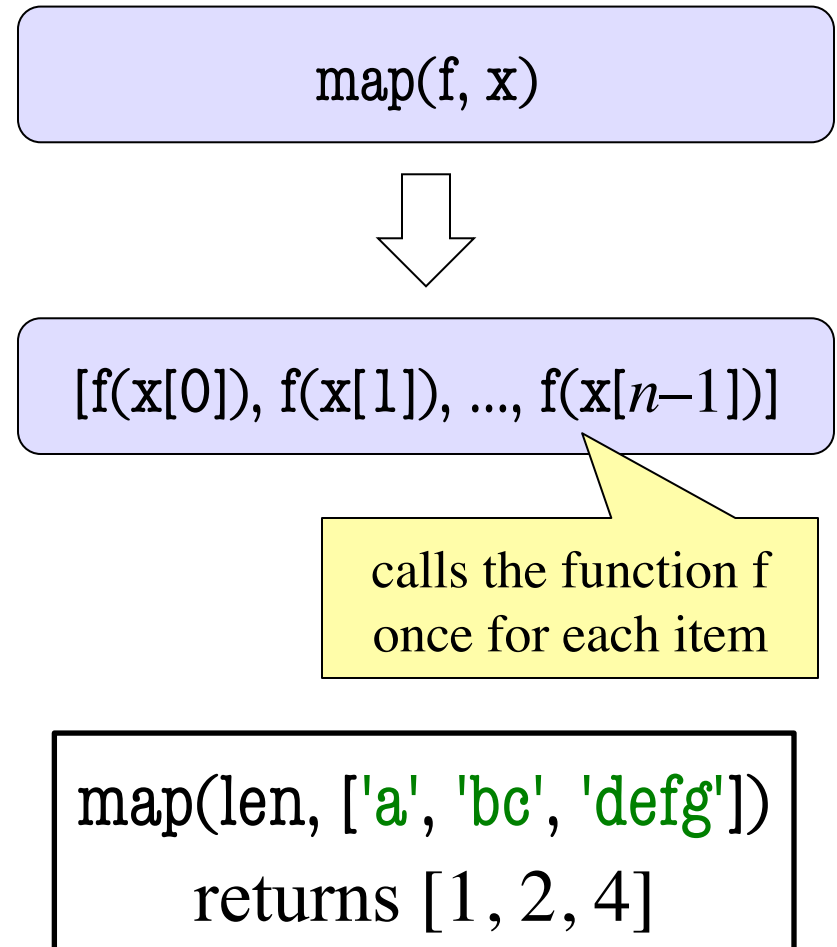 map(f, x)
[f(x[0]), f(x[1]), ..., f(x[n–1])]
calls the function f
once for each item
map(len, ['a', 'bc', 'defg'])
returns [1, 2, 4]